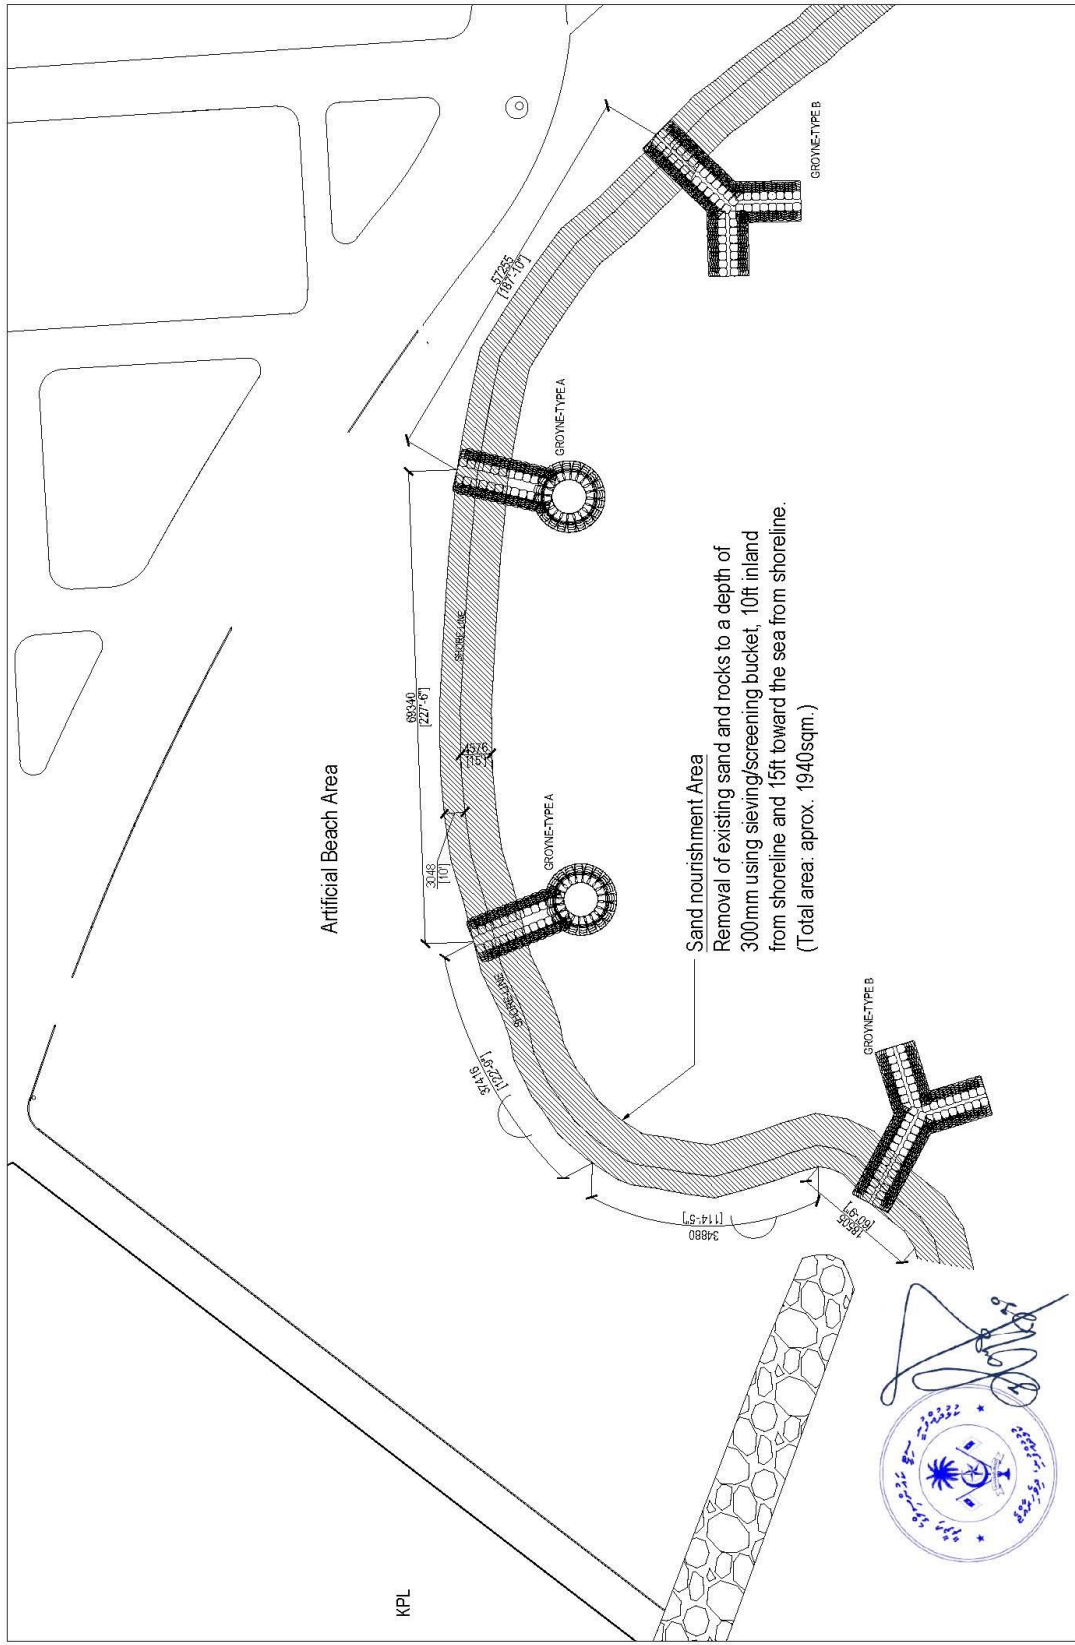 KPL
Artificial Beach Area
GROYNE-TYPE B
18505
[60'-9"]
34880
[114'-5"]
37416
[122'-9"]
SHORE-LINE
GROYNE-TYPE A
69340
[227'-6"]
3048
[10']
4576
[15']
SHORE-LINE
GROYNE-TYPE A
57255
[187'-10"]
GROYNE-TYPE B
Sand nourishment Area
Removal of existing sand and rocks to a depth of
300mm using sieving/screening bucket, 10ft inland
from shoreline and 15ft toward the sea from shoreline.
(Total area: aprox. 1940sqm.)